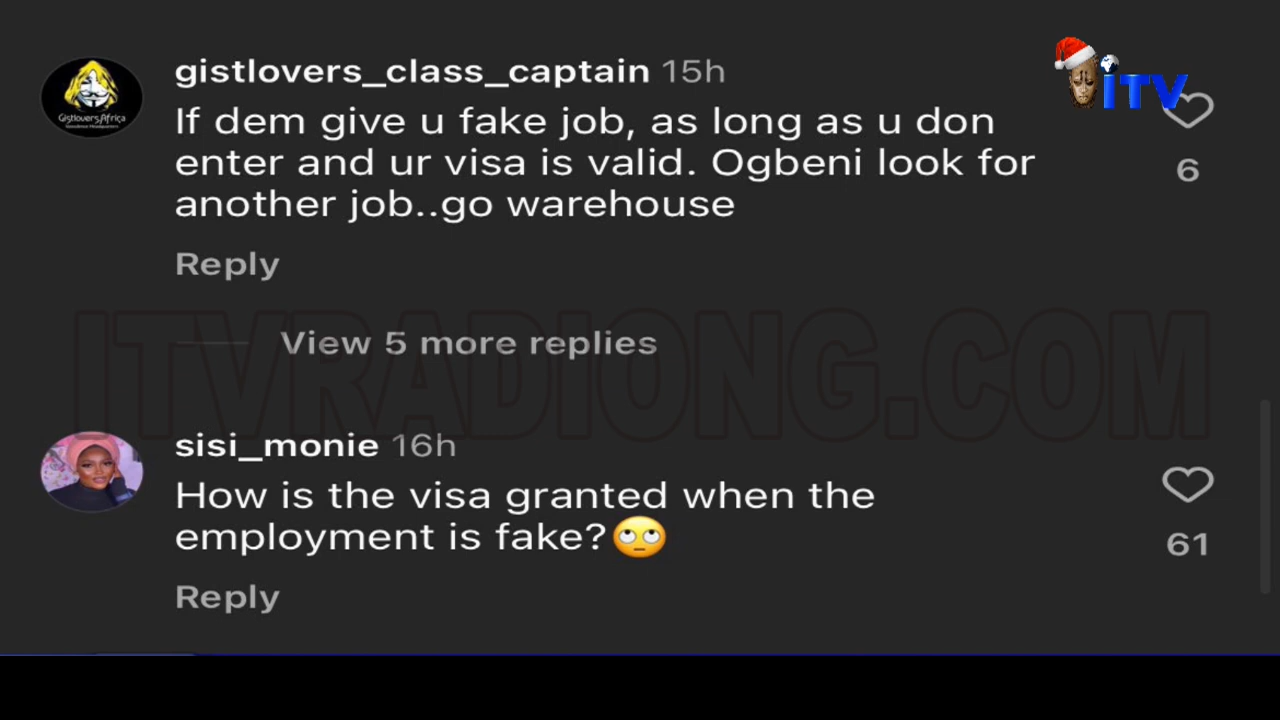 gistlovers_class_captain 15h
If dem give u fake job, as long as u don
enter and ur visa is valid. Ogbeni look for
another job..go warehouse
6
Reply
View 5 more replies
ITVRADIONG.COM
sisi_monie 16h
How is the visa granted when the
employment is fake?🙄
61
Reply
iTV
GistloversAfrica